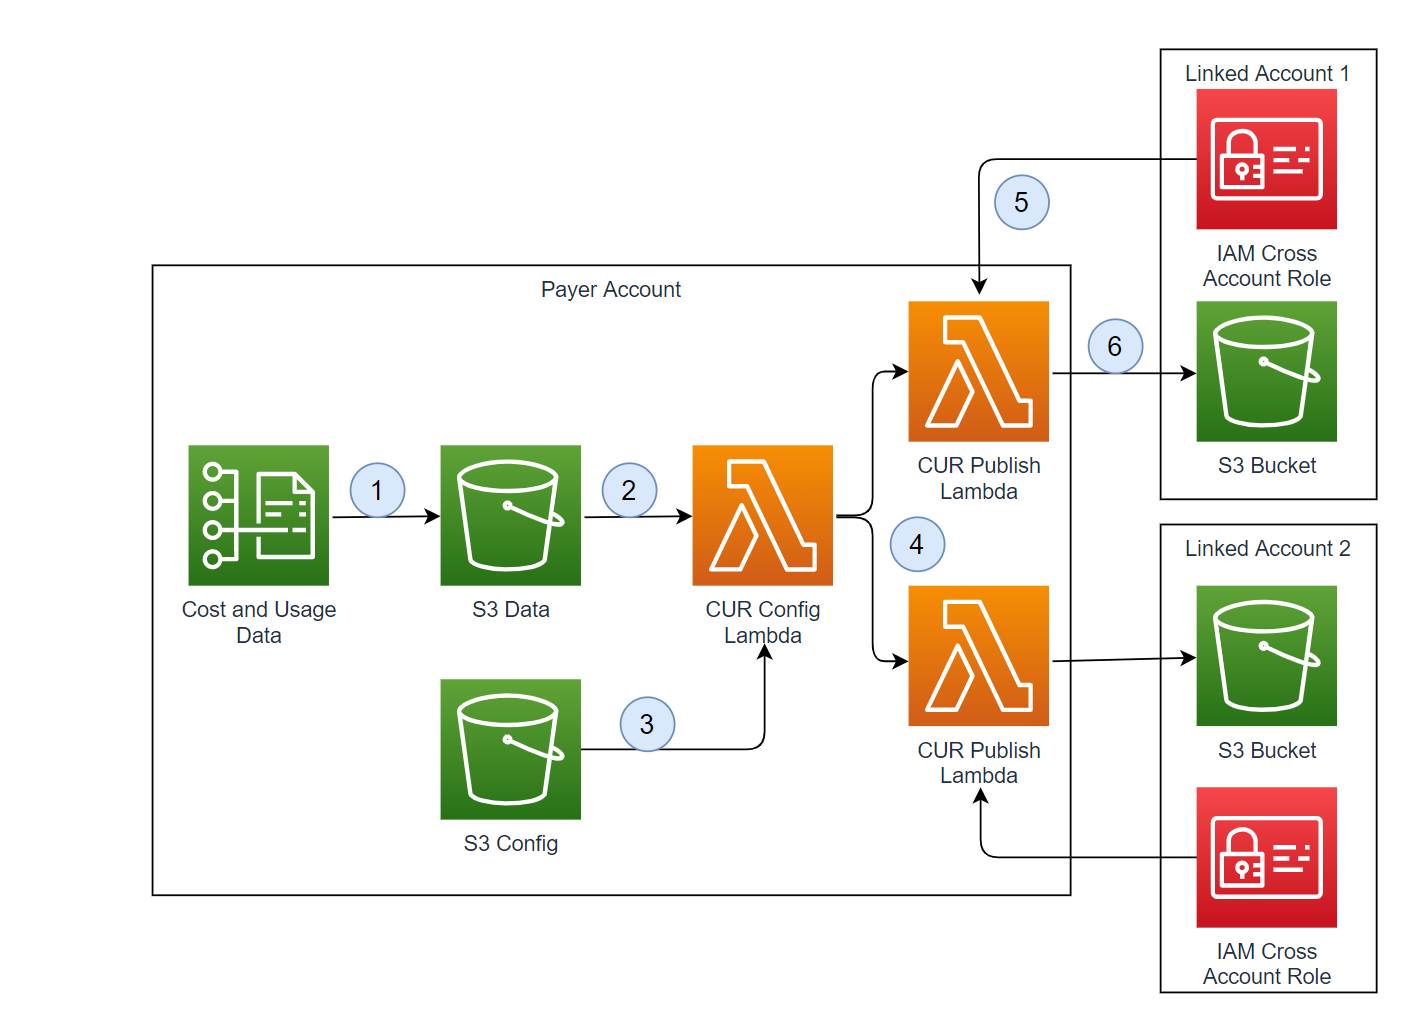 Linked Account 1
5
IAM Cross
Account Role
Payer Account
6
CUR Publish
Lambda
S3 Bucket
1
2
4
Linked Account 2
Cost and Usage
Data
S3 Data
CUR Config
Lambda
3
CUR Publish
Lambda
S3 Bucket
S3 Config
IAM Cross
Account Role